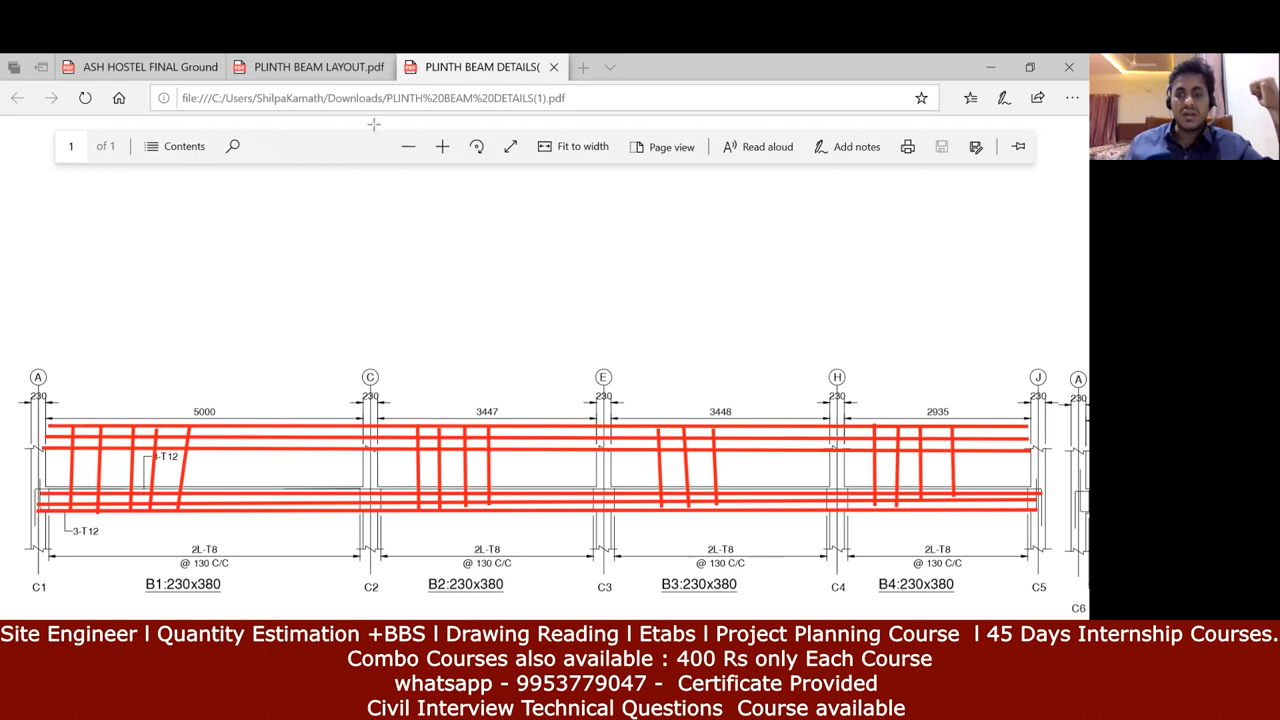 ASH HOSTEL FINAL Ground
PLINTH BEAM LAYOUT.pdf
PLINTH BEAM DETAILS(
file:///C:/Users/ShilpaKamath/Downloads/PLINTH%20BEAM%20DETAILS(1).pdf
1 of 1 Contents Fit to width Page view Read aloud Add notes
A C E H J A
230 230 230 230 230 230
5000 3447 3448 2935
3-T12
3-T12
2L-T8 2L-T8 2L-T8 2L-T8
@ 130 C/C @ 130 C/C @ 130 C/C @ 130 C/C
C1 B1:230x380 C2 B2:230x380 C3 B3:230x380 C4 B4:230x380 C5
C6
Site Engineer l Quantity Estimation +BBS l Drawing Reading l Etabs l Project Planning Course l 45 Days Internship Courses.
Combo Courses also available : 400 Rs only Each Course
whatsapp - 9953779047 - Certificate Provided
Civil Interview Technical Questions Course available